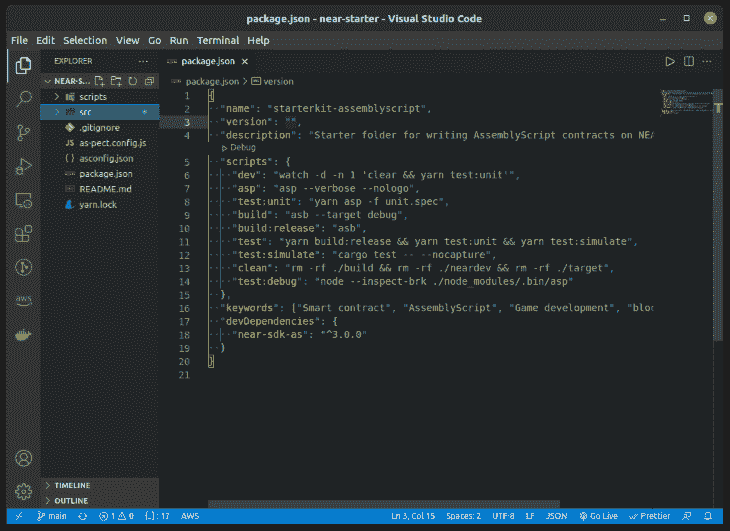 package.json - near-starter - Visual Studio Code
File Edit Selection View Go Run Terminal Help
EXPLORER
package.json
NEAR-S...
package.json > version
scripts
src
.gitignore
as-pect.config.js
asconfig.json
package.json
README.md
yarn.lock
1 {
2 "name": "starterkit-assemblyscript",
3 "version": "",
4 "description": "Starter folder for writing AssemblyScript contracts on NEA
Debug
5 "scripts": {
6 "dev": "watch -d -n 1 'clear && yarn test:unit'",
7 "asp": "asp --verbose --nologo",
8 "test:unit": "yarn asp -f unit.spec",
9 "build": "asb --target debug",
10 "build:release": "asb",
11 "test": "yarn build:release && yarn test:unit && yarn test:simulate",
12 "test:simulate": "cargo test -- --nocapture",
13 "clean": "rm -rf ./build && rm -rf ./neardev && rm -rf ./target",
14 "test:debug": "node --inspect-brk ./node_modules/.bin/asp"
15 },
16 "keywords": ["Smart contract", "AssemblyScript", "Game development", "bloc
17 "devDependencies": {
18 "near-sdk-as": "^3.0.0"
19 }
20 }
21
aws
TIMELINE
OUTLINE
main 1 0 {..}: 17 AWS Ln 3, Col 15 Spaces: 2 UTF-8 LF JSON Go Live Prettier